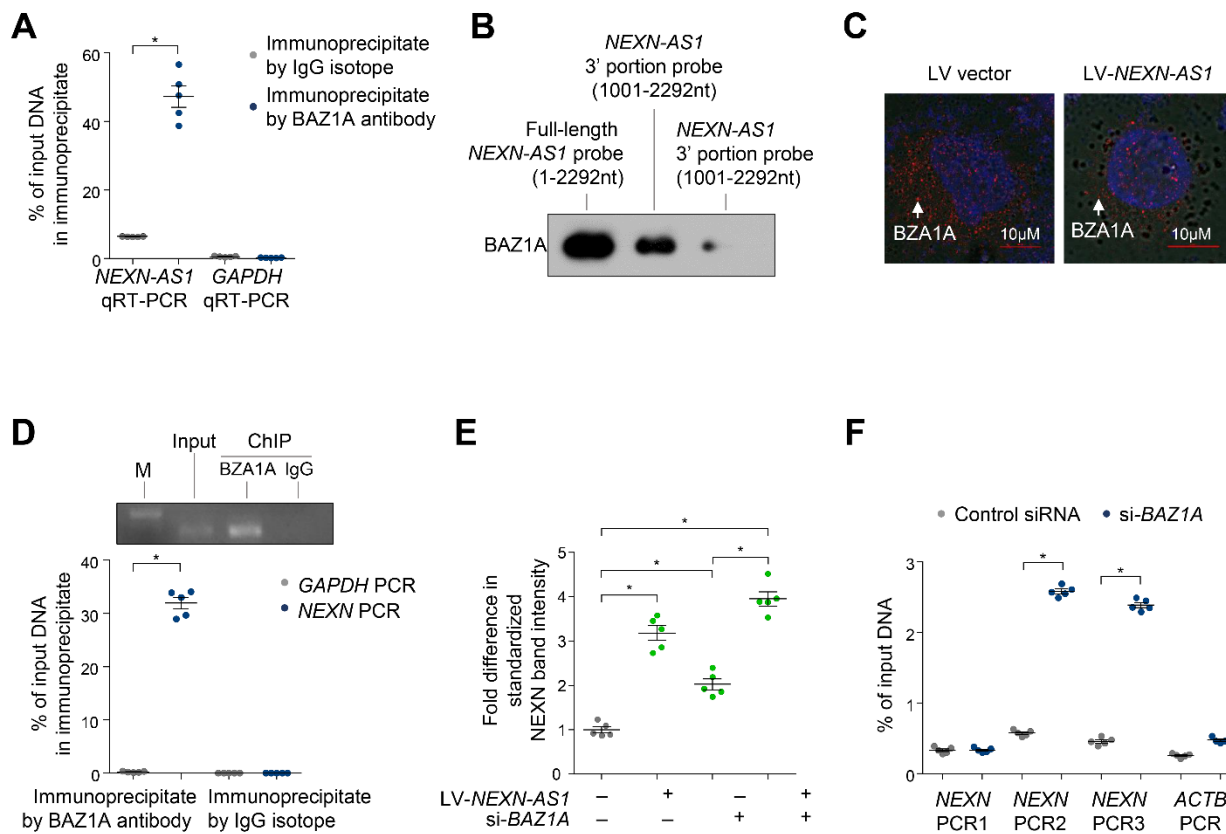 A
Immunoprecipitate
by IgG isotope
Immunoprecipitate
by BAZ1A antibody
*
60
40
20
0
% of input DNA
in immunoprecipitate
NEXN-AS1
qRT-PCR
GAPDH
qRT-PCR
B
NEXN-AS1
3' portion probe
(1001-2292nt)
Full-length
NEXN-AS1 probe
(1-2292nt)
NEXN-AS1
3' portion probe
(1001-2292nt)
BAZ1A
C
LV vector
LV-NEXN-AS1
BZA1A
10µM
BZA1A
10µM
D
M
Input
ChIP
BZA1A IgG
40
30
20
10
0
% of input DNA
in immunoprecipitate
*
GAPDH PCR
NEXN PCR
Immunoprecipitate
by BAZ1A antibody
Immunoprecipitate
by IgG isotope
E
*
*
*
*
5
4
3
2
1
0
Fold difference in
standardized
NEXN band intensity
LV-NEXN-AS1 – + – +
si-BAZ1A – – + +
F
Control siRNA
si-BAZ1A
*
*
3
2
1
0
% of input DNA
NEXN
PCR1
NEXN
PCR2
NEXN
PCR3
ACTB
PCR